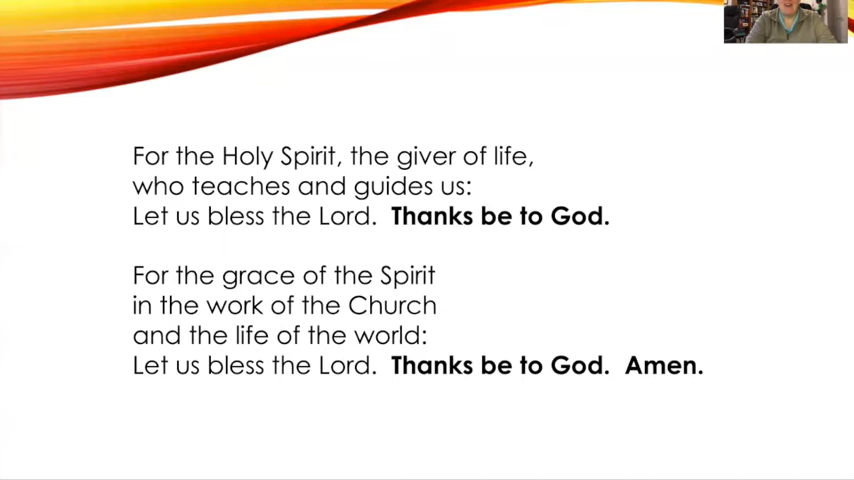 For the Holy Spirit, the giver of life,
who teaches and guides us:
Let us bless the Lord. Thanks be to God.
For the grace of the Spirit
in the work of the Church
and the life of the world:
Let us bless the Lord. Thanks be to God. Amen.